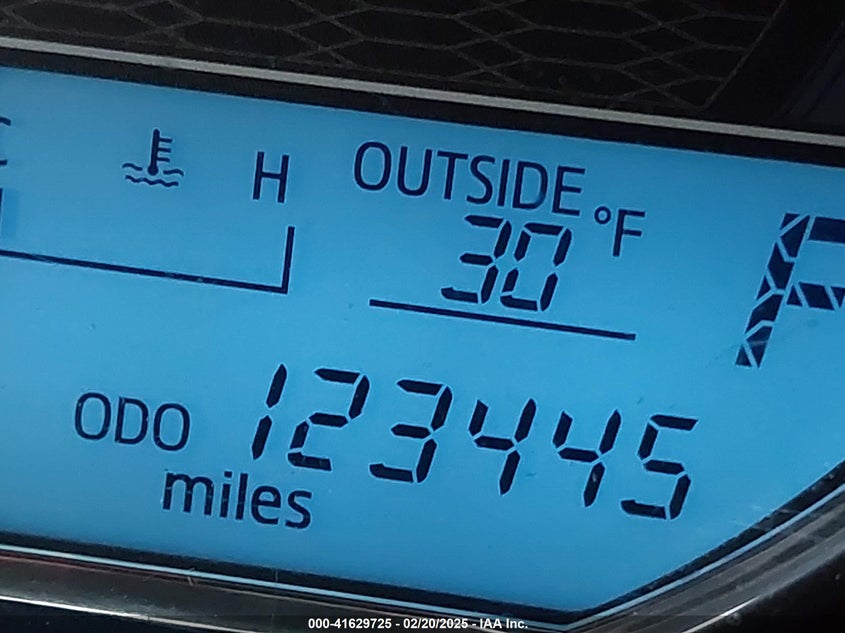 C H OUTSIDE
30 °F
P
ODO 123445
miles
000-41629725 - 02/20/2025 - IAA Inc.